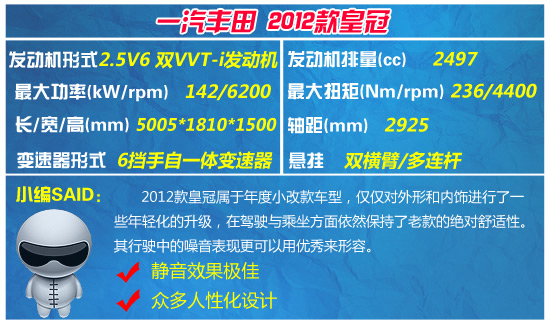 一汽丰田 2012款皇冠
发动机形式 2.5V6 双VVT-i发动机 发动机排量(cc) 2497
最大功率(kW/rpm) 142/6200 最大扭矩(Nm/rpm) 236/4400
长/宽/高(mm) 5005*1810*1500 轴距(mm) 2925
变速器形式 6挡手自一体变速器 悬挂 双横臂/多连杆
小编SAID：
2012款皇冠属于年度小改款车型，仅仅对外形和内饰进行了一
些年轻化的升级，在驾驶与乘坐方面依然保持了老款的绝对舒适性。
其行驶中的噪音表现更可以用优秀来形容。
静音效果极佳
众多人性化设计